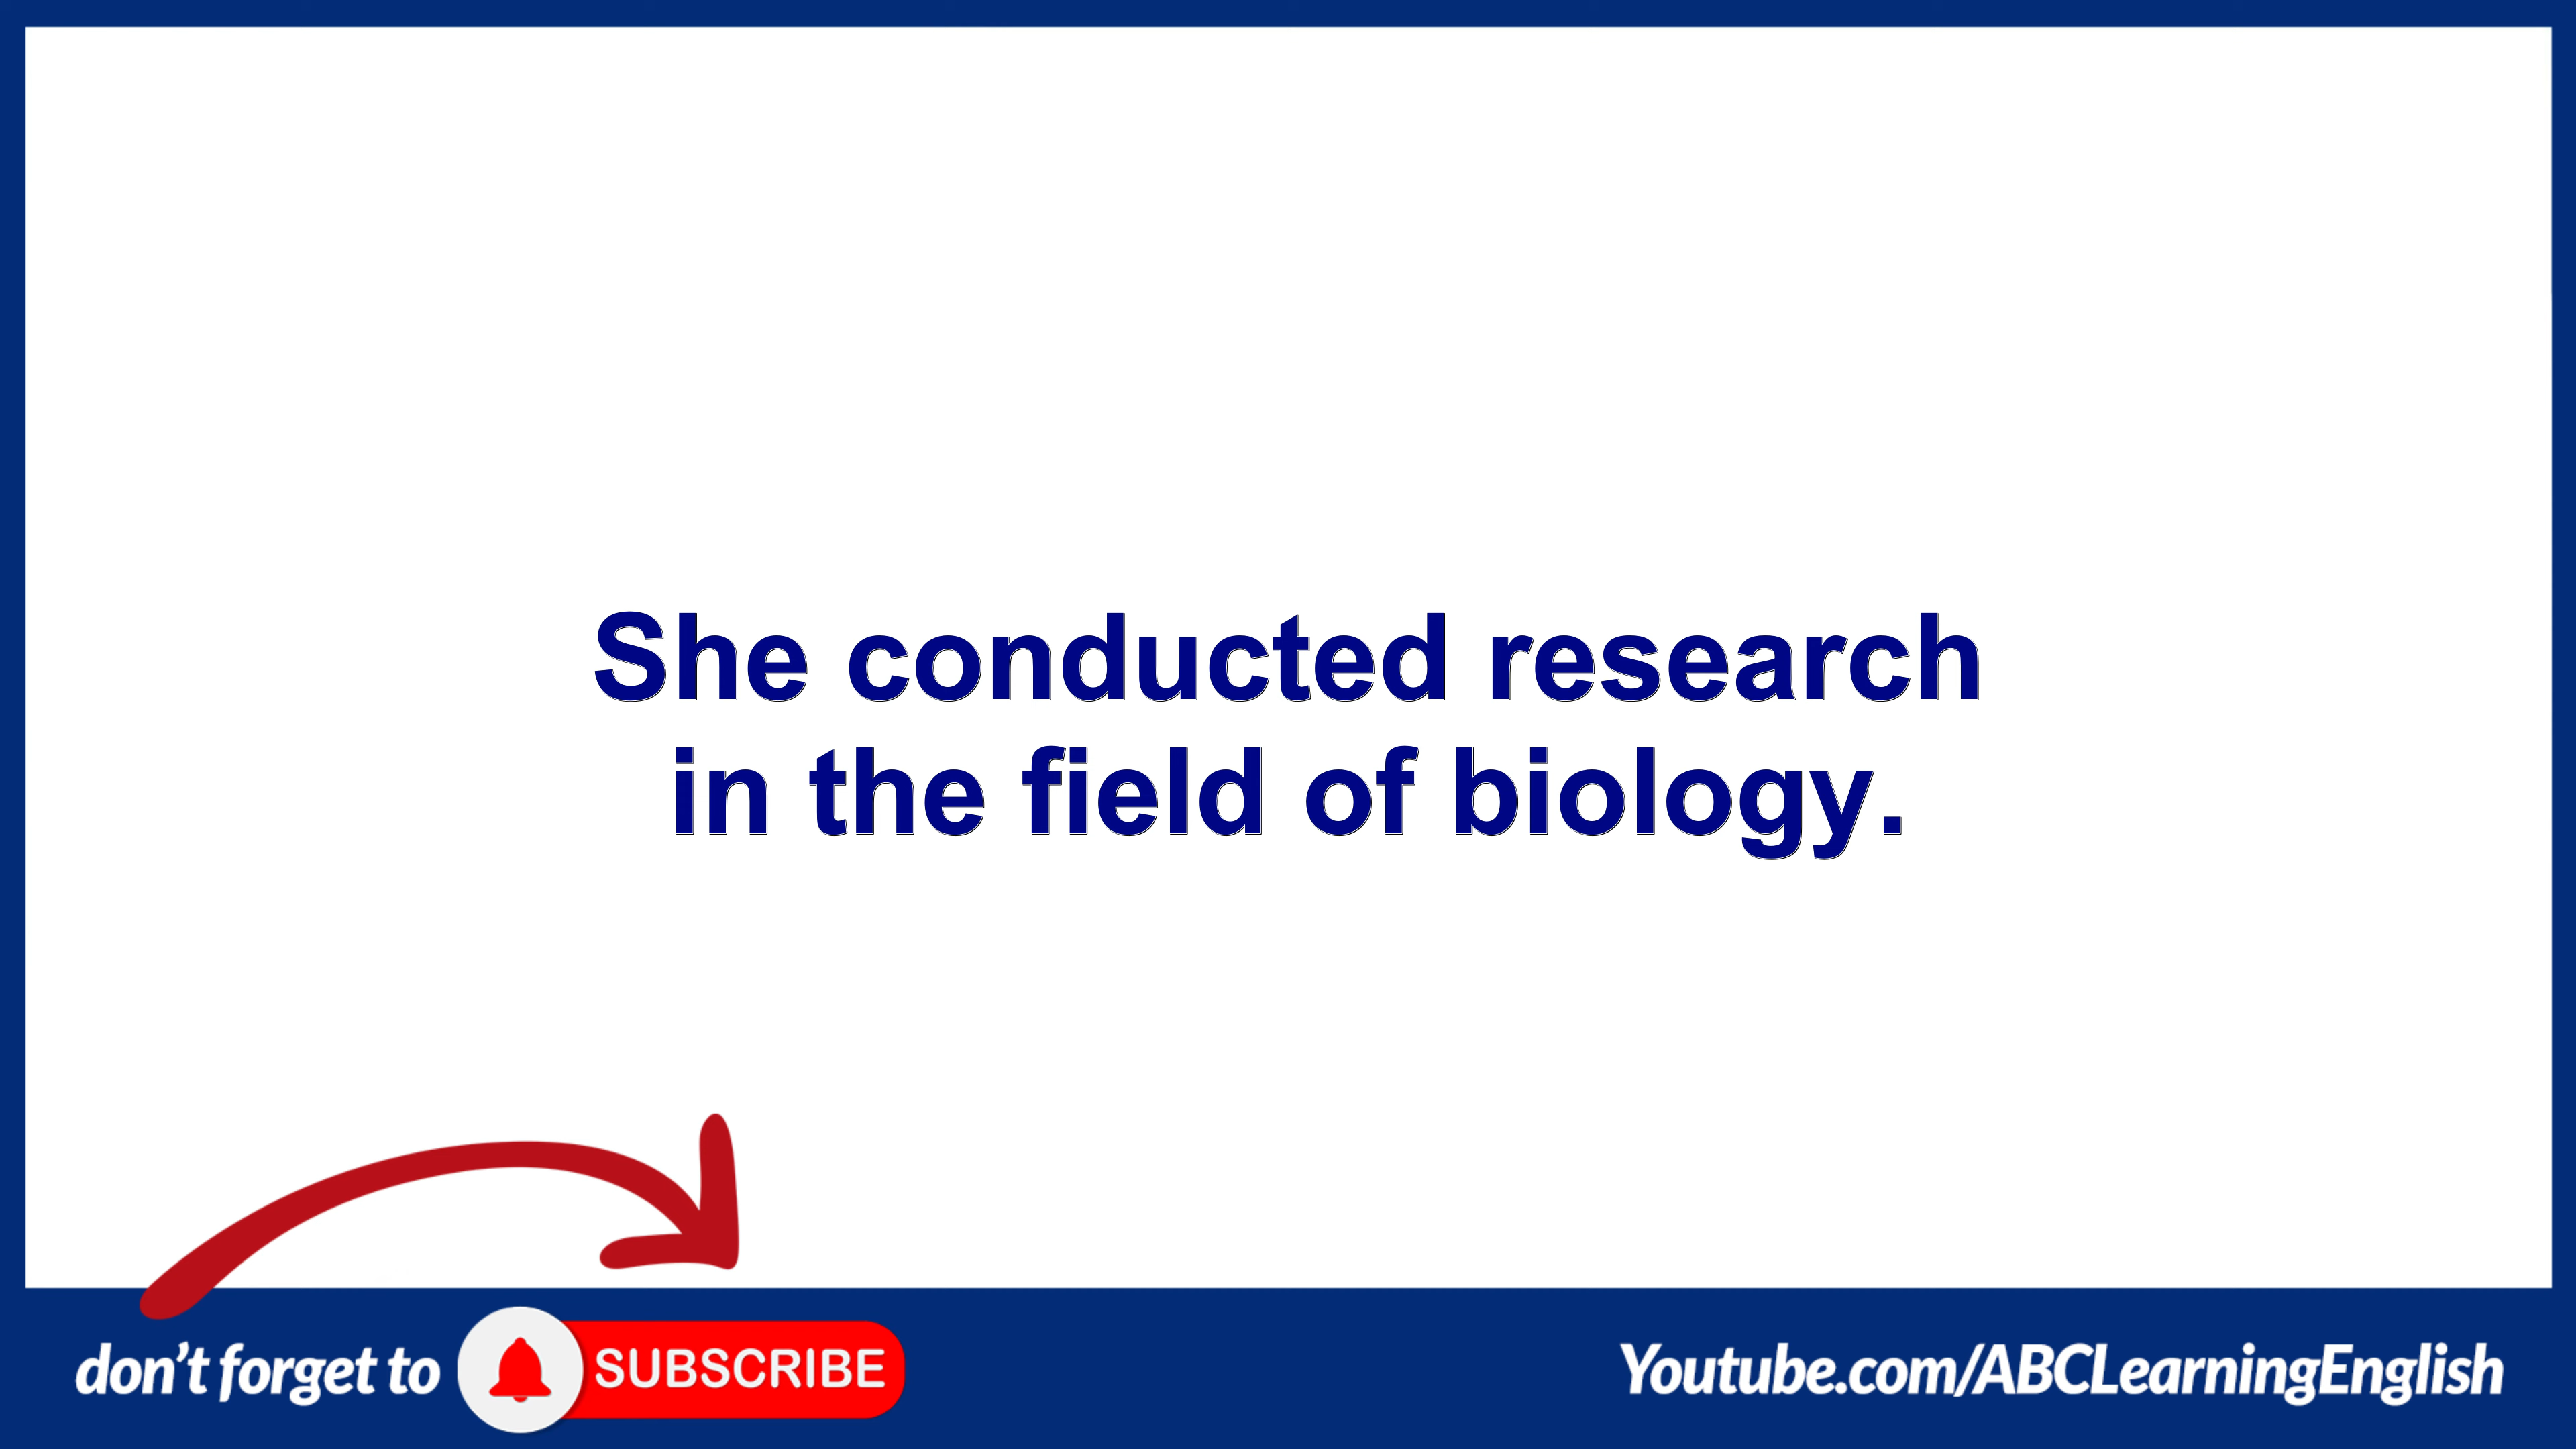 She conducted research
in the field of biology.
don't forget to
SUBSCRIBE
Youtube.com/ABCLearningEnglish